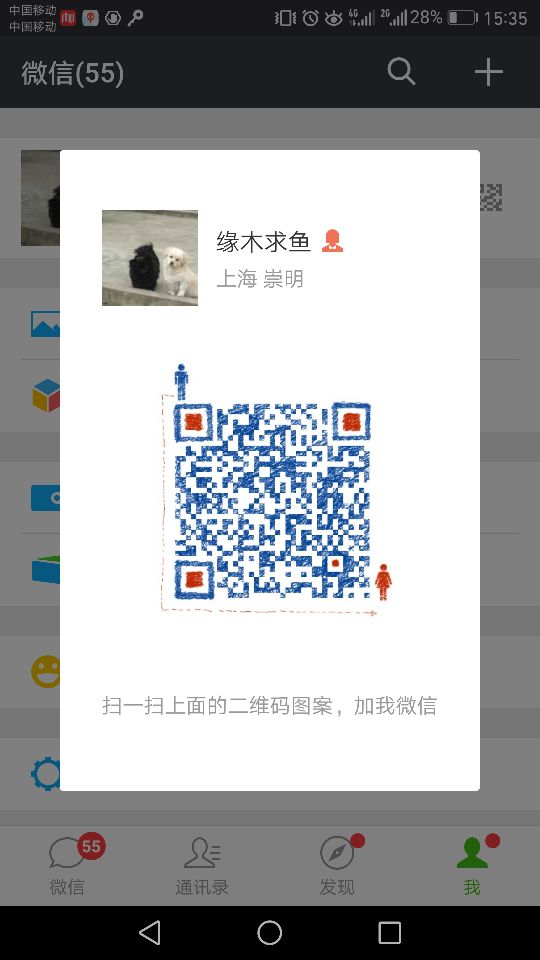 中国移动
中国移动
4G
2G
28%
15:35
微信(55)
缘木求鱼
上海 崇明
扫一扫上面的二维码图案，加我微信
55
微信
通讯录
发现
我